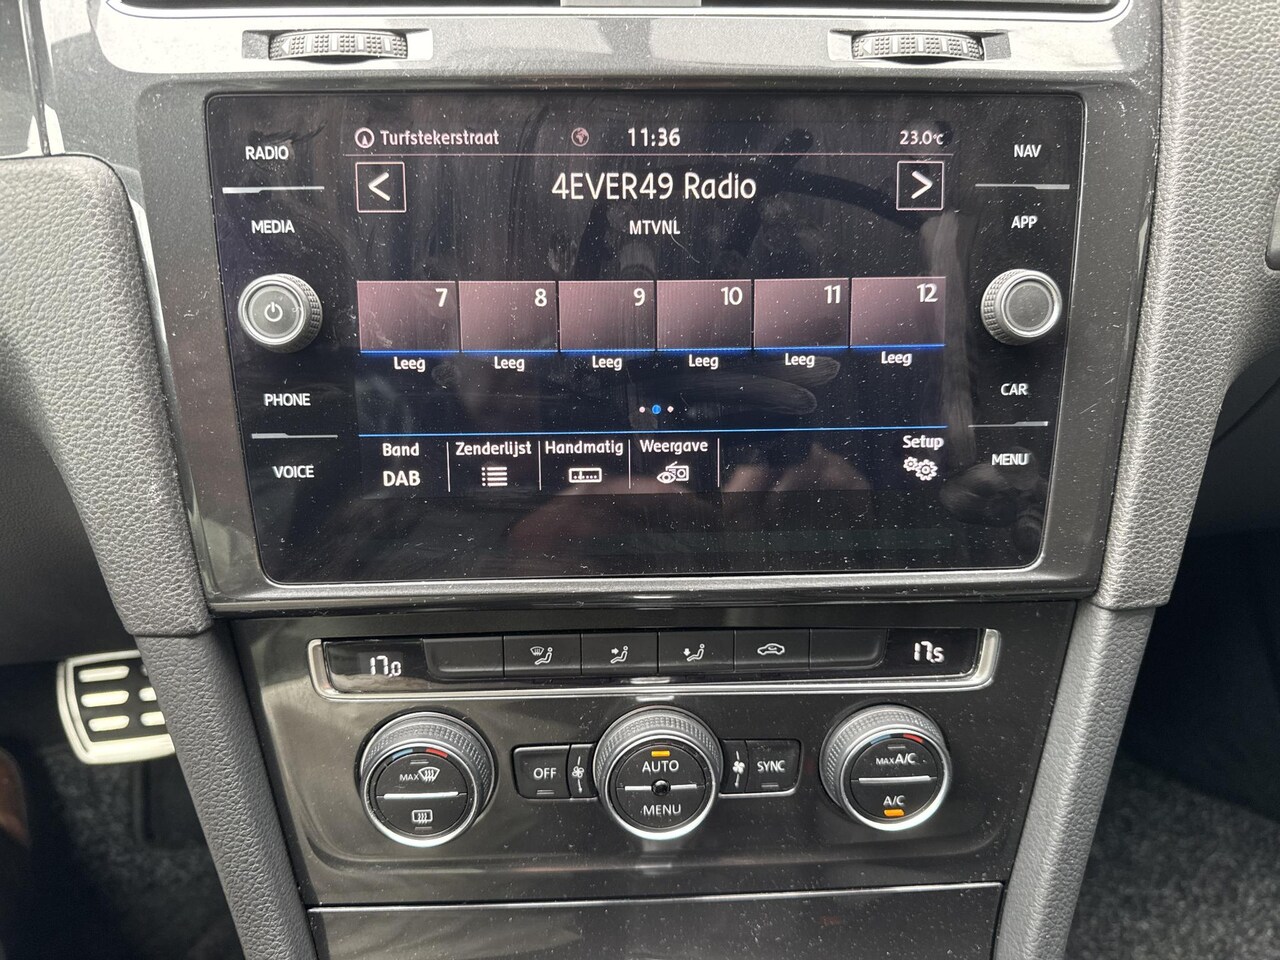 RADIO
MEDIA
PHONE
VOICE
Turfstekerstraat 11:36 23.0°C
< 4EVER49 Radio >
MTVNL
7 8 9 10 11 12
Leeg Leeg Leeg Leeg Leeg Leeg
Band Zenderlijst Handmatig Weergave Setup
DAB
NAV
APP
CAR
MENU
17.0 17.5
MAX
OFF
AUTO
MENU
SYNC
MAX A/C
A/C